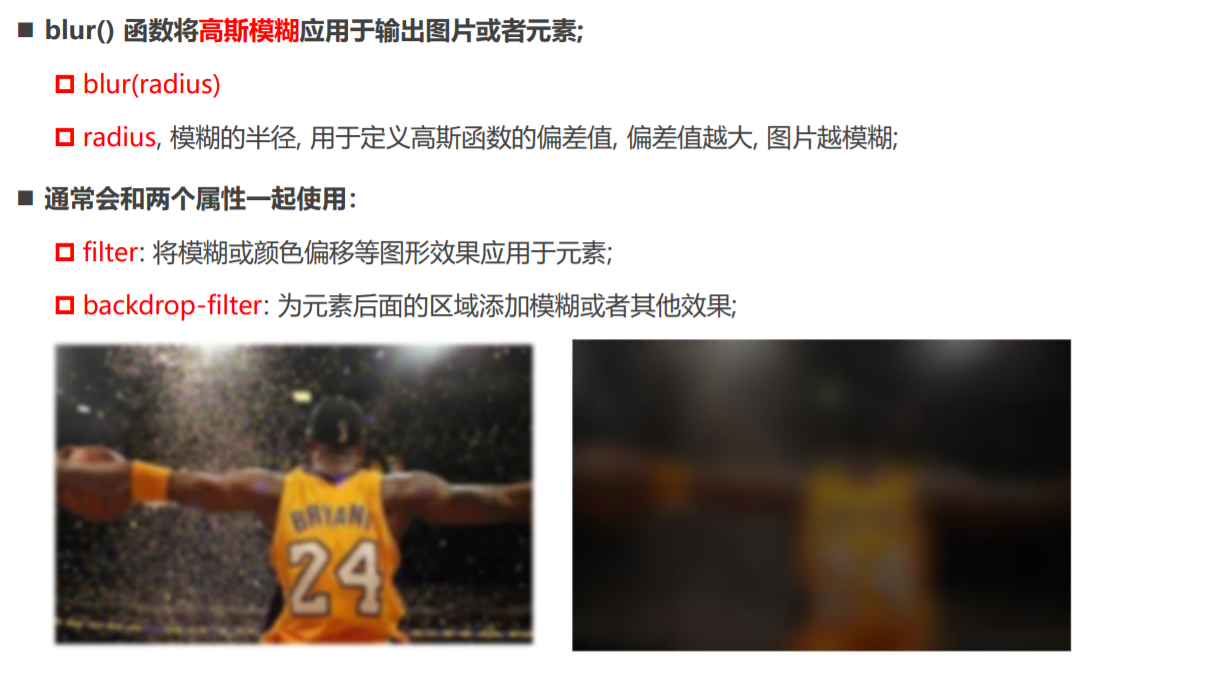 blur() 函数将高斯模糊应用于输出图片或者元素;
blur(radius)
radius, 模糊的半径, 用于定义高斯函数的偏差值, 偏差值越大, 图片越模糊;
通常会和两个属性一起使用：
filter: 将模糊或颜色偏移等图形效果应用于元素;
backdrop-filter: 为元素后面的区域添加模糊或者其他效果;
BRYANT
24